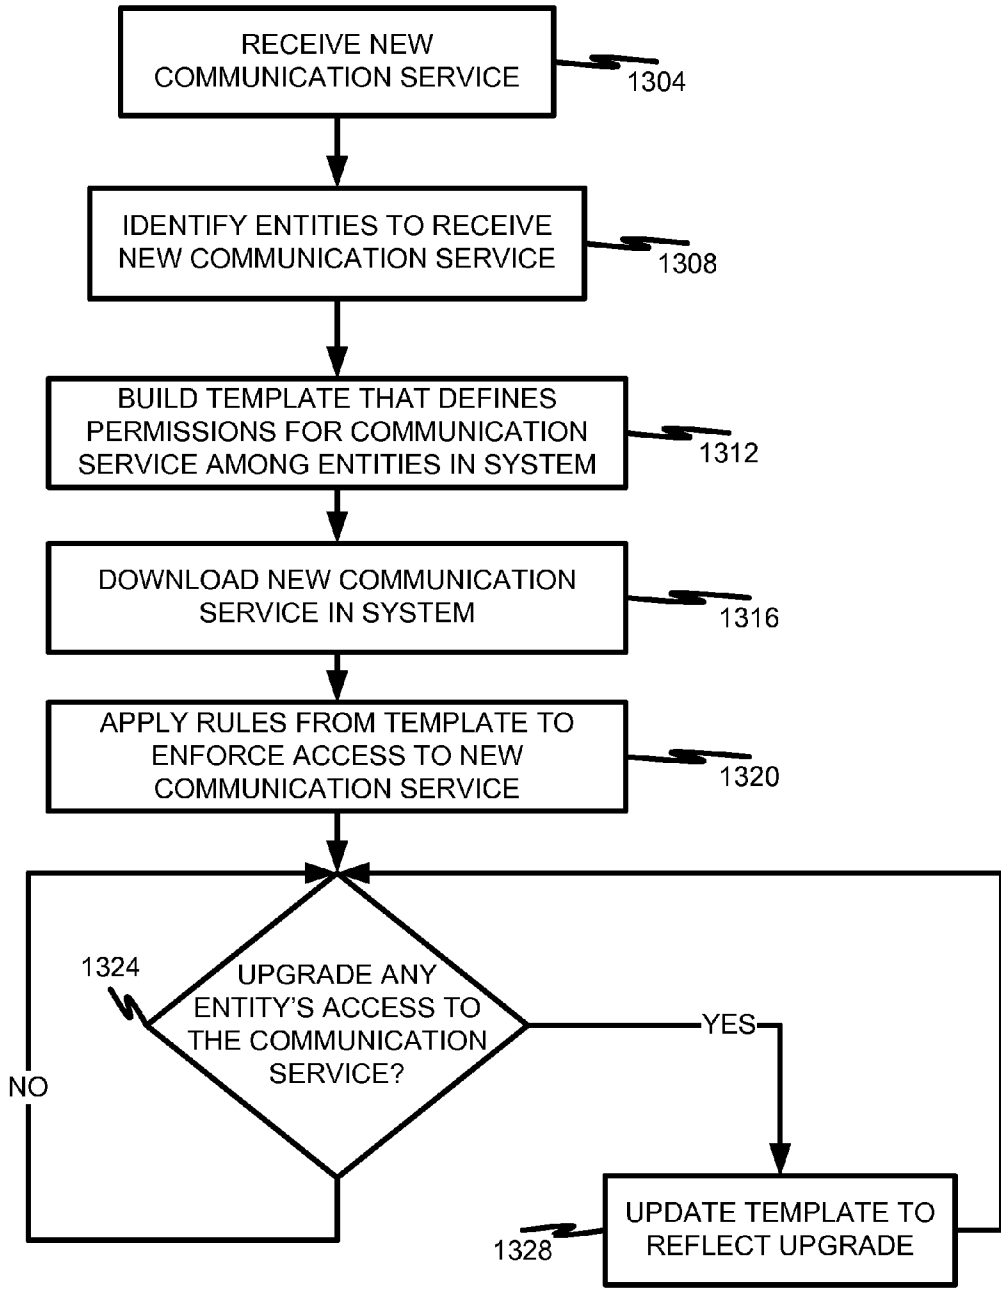 RECEIVE NEW
COMMUNICATION SERVICE
1304
IDENTIFY ENTITIES TO RECEIVE
NEW COMMUNICATION SERVICE
1308
BUILD TEMPLATE THAT DEFINES
PERMISSIONS FOR COMMUNICATION
SERVICE AMONG ENTITIES IN SYSTEM
1312
DOWNLOAD NEW COMMUNICATION
SERVICE IN SYSTEM
1316
APPLY RULES FROM TEMPLATE TO
ENFORCE ACCESS TO NEW
COMMUNICATION SERVICE
1320
1324
UPGRADE ANY
ENTITY'S ACCESS TO
THE COMMUNICATION
SERVICE?
YES
NO
UPDATE TEMPLATE TO
REFLECT UPGRADE
1328